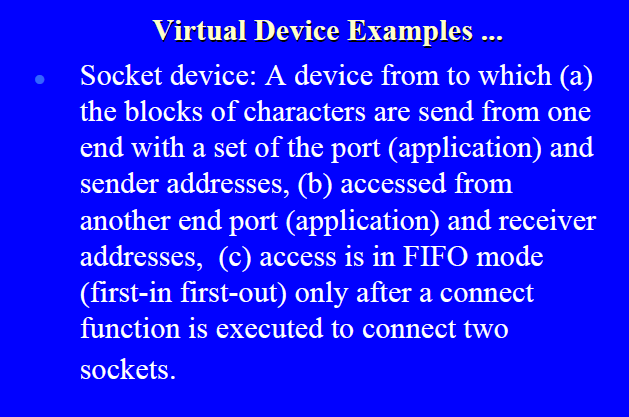 Virtual Device Examples ...
Socket device: A device from to which (a)
the blocks of characters are send from one
end with a set of the port (application) and
sender addresses, (b) accessed from
another end port (application) and receiver
addresses,  (c) access is in FIFO mode
(first-in first-out) only after a connect
function is executed to connect two
sockets.